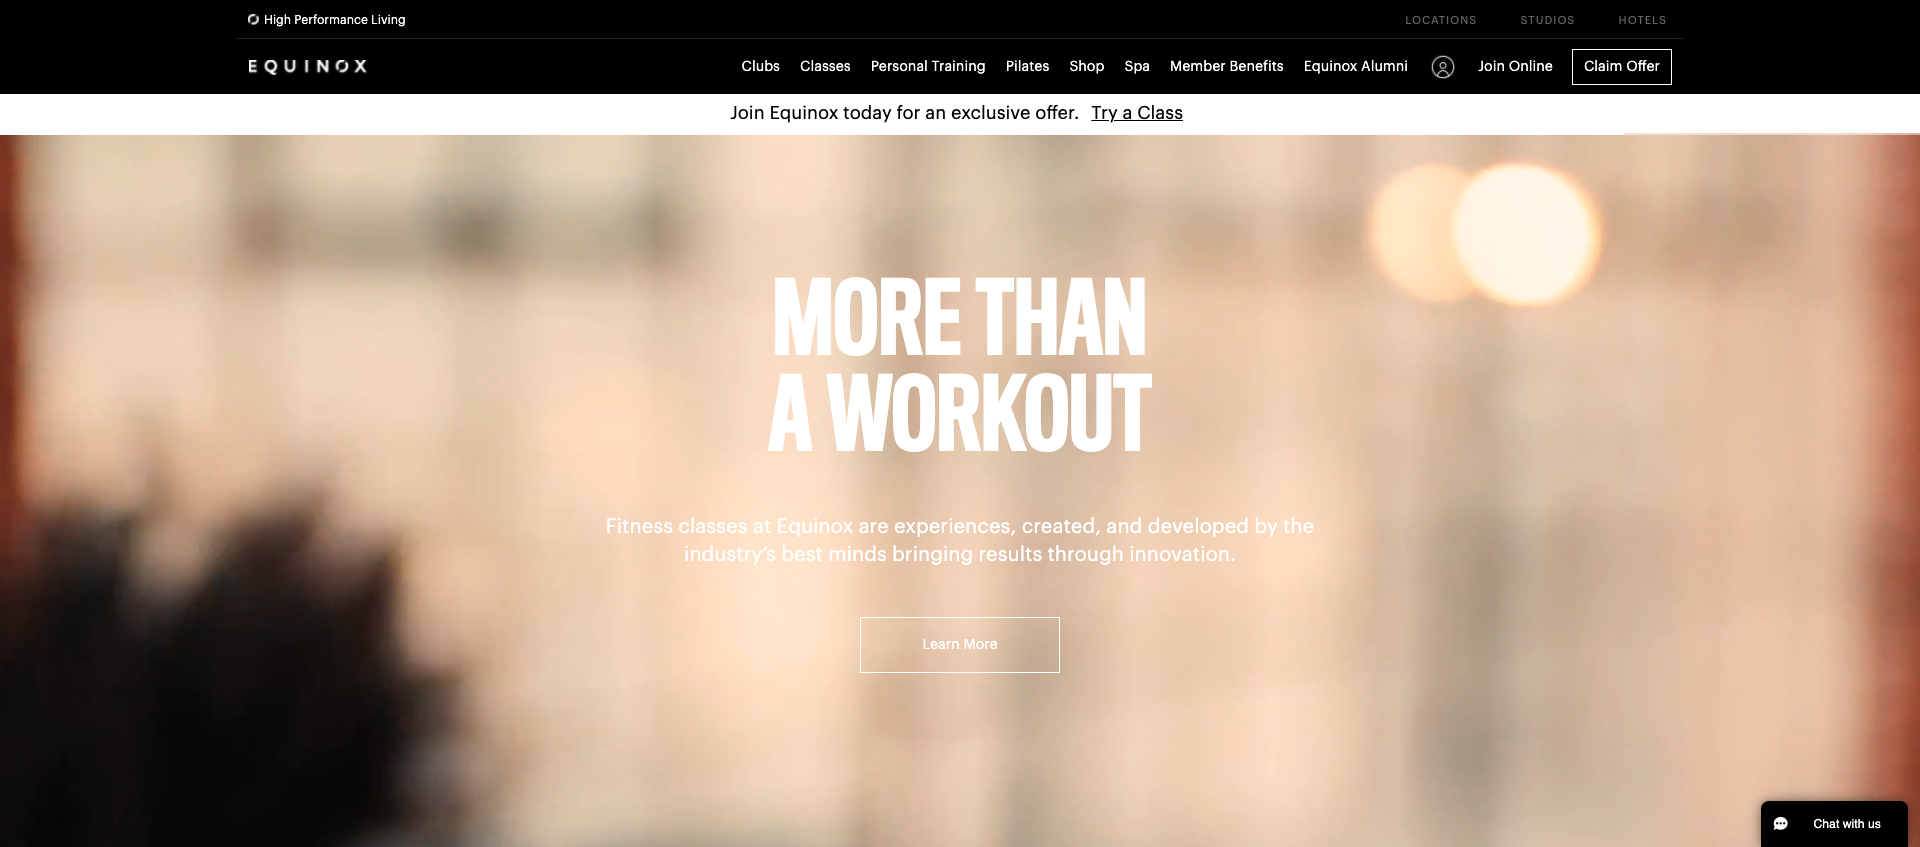 High Performance Living
LOCATIONS STUDIOS HOTELS
EQUINOX
Clubs Classes Personal Training Pilates Shop Spa Member Benefits Equinox Alumni Join Online Claim Offer
Join Equinox today for an exclusive offer. Try a Class
MORE THAN
A WORKOUT
Fitness classes at Equinox are experiences, created, and developed by the
industry's best minds bringing results through innovation.
Learn More
Chat with us